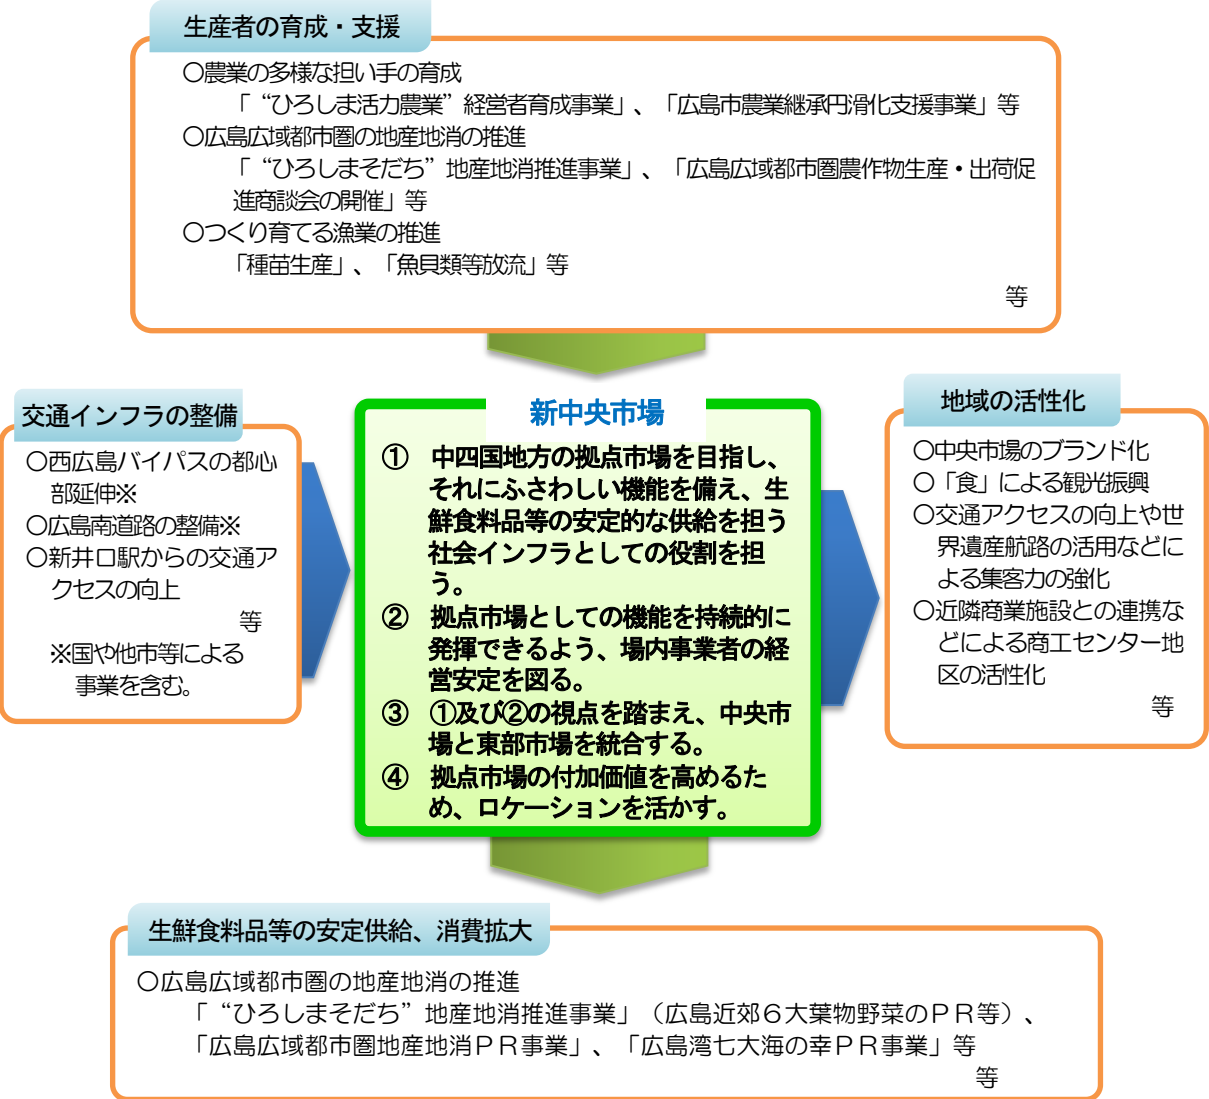 生産者の育成・支援
〇農業の多様な担い手の育成
「“ひろしま活力農業”経営者育成事業」、「広島市農業継承円滑化支援事業」等
〇広島広域都市圏の地産地消の推進
「“ひろしまそだち”地産地消推進事業」、「広島広域都市圏農作物生産・出荷促
進商談会の開催」等
〇つくり育てる漁業の推進
「種苗生産」、「魚貝類等放流」等
等
交通インフラの整備
〇西広島バイパスの都心
部延伸※
〇広島南道路の整備※
〇新井口駅からの交通ア
クセスの向上
等
※国や他市等による
事業を含む。
新中央市場
① 中四国地方の拠点市場を目指し、
それにふさわしい機能を備え、生
鮮食料品等の安定的な供給を担う
社会インフラとしての役割を担
う。
② 拠点市場としての機能を持続的に
発揮できるよう、場内事業者の経
営安定を図る。
③ ①及び②の視点を踏まえ、中央市
場と東部市場を統合する。
④ 拠点市場の付加価値を高めるた
め、ロケーションを活かす。
地域の活性化
〇中央市場のブランド化
〇「食」による観光振興
〇交通アクセスの向上や世
界遺産航路の活用などに
よる集客力の強化
〇近隣商業施設との連携な
どによる商工センター地
区の活性化
等
生鮮食料品等の安定供給、消費拡大
〇広島広域都市圏の地産地消の推進
「“ひろしまそだち”地産地消推進事業」（広島近郊６大葉物野菜のＰＲ等）、
「広島広域都市圏地産地消ＰＲ事業」、「広島湾七大海の幸ＰＲ事業」等
等